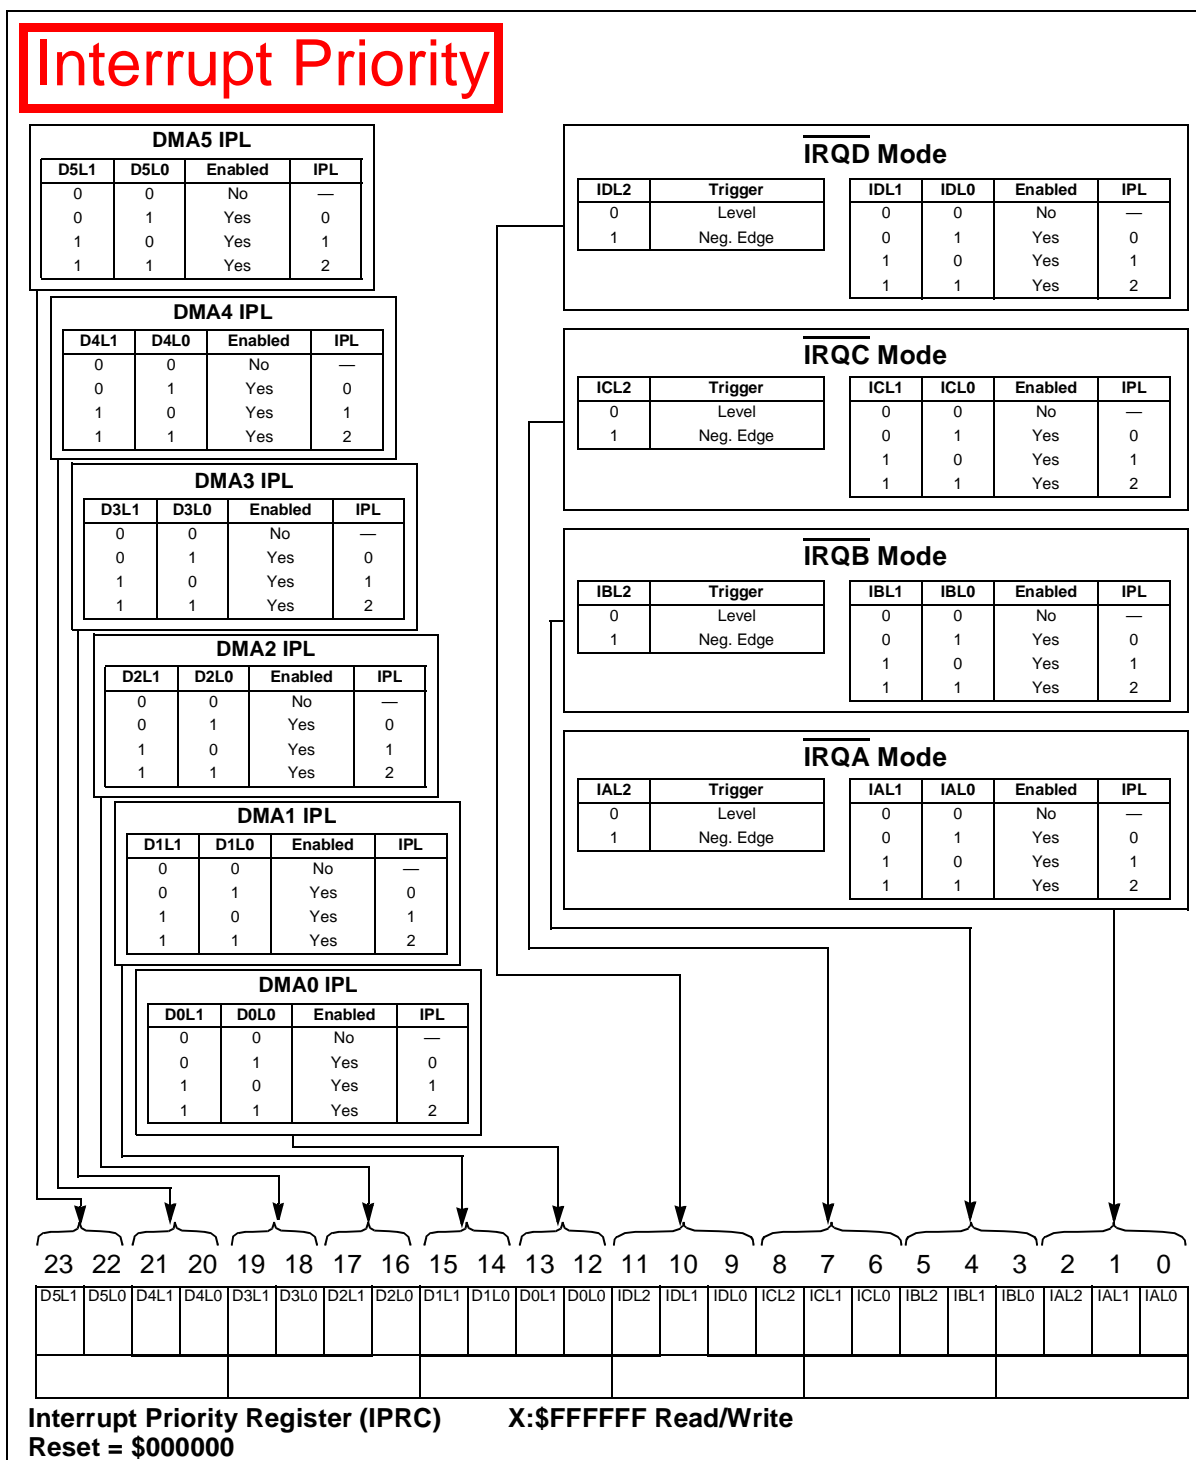 Interrupt Priority
DMA5 IPL
D5L1 D5L0 Enabled IPL
0 0 No —
0 1 Yes 0
1 0 Yes 1
1 1 Yes 2
DMA4 IPL
D4L1 D4L0 Enabled IPL
0 0 No —
0 1 Yes 0
1 0 Yes 1
1 1 Yes 2
DMA3 IPL
D3L1 D3L0 Enabled IPL
0 0 No —
0 1 Yes 0
1 0 Yes 1
1 1 Yes 2
DMA2 IPL
D2L1 D2L0 Enabled IPL
0 0 No —
0 1 Yes 0
1 0 Yes 1
1 1 Yes 2
DMA1 IPL
D1L1 D1L0 Enabled IPL
0 0 No —
0 1 Yes 0
1 0 Yes 1
1 1 Yes 2
DMA0 IPL
D0L1 D0L0 Enabled IPL
0 0 No —
0 1 Yes 0
1 0 Yes 1
1 1 Yes 2
IRQD Mode
IDL2 Trigger
0 Level
1 Neg. Edge
IDL1 IDL0 Enabled IPL
0 0 No —
0 1 Yes 0
1 0 Yes 1
1 1 Yes 2
IRQC Mode
ICL2 Trigger
0 Level
1 Neg. Edge
ICL1 ICL0 Enabled IPL
0 0 No —
0 1 Yes 0
1 0 Yes 1
1 1 Yes 2
IRQB Mode
IBL2 Trigger
0 Level
1 Neg. Edge
IBL1 IBL0 Enabled IPL
0 0 No —
0 1 Yes 0
1 0 Yes 1
1 1 Yes 2
IRQA Mode
IAL2 Trigger
0 Level
1 Neg. Edge
IAL1 IAL0 Enabled IPL
0 0 No —
0 1 Yes 0
1 0 Yes 1
1 1 Yes 2
23 22 21 20 19 18 17 16 15 14 13 12 11 10 9 8 7 6 5 4 3 2 1 0
D5L1 D5L0 D4L1 D4L0 D3L1 D3L0 D2L1 D2L0 D1L1 D1L0 D0L1 D0L0 IDL2 IDL1 IDL0 ICL2 ICL1 ICL0 IBL2 IBL1 IBL0 IAL2 IAL1 IAL0
Interrupt Priority Register (IPRC) X:$FFFFFF Read/Write
Reset = $000000